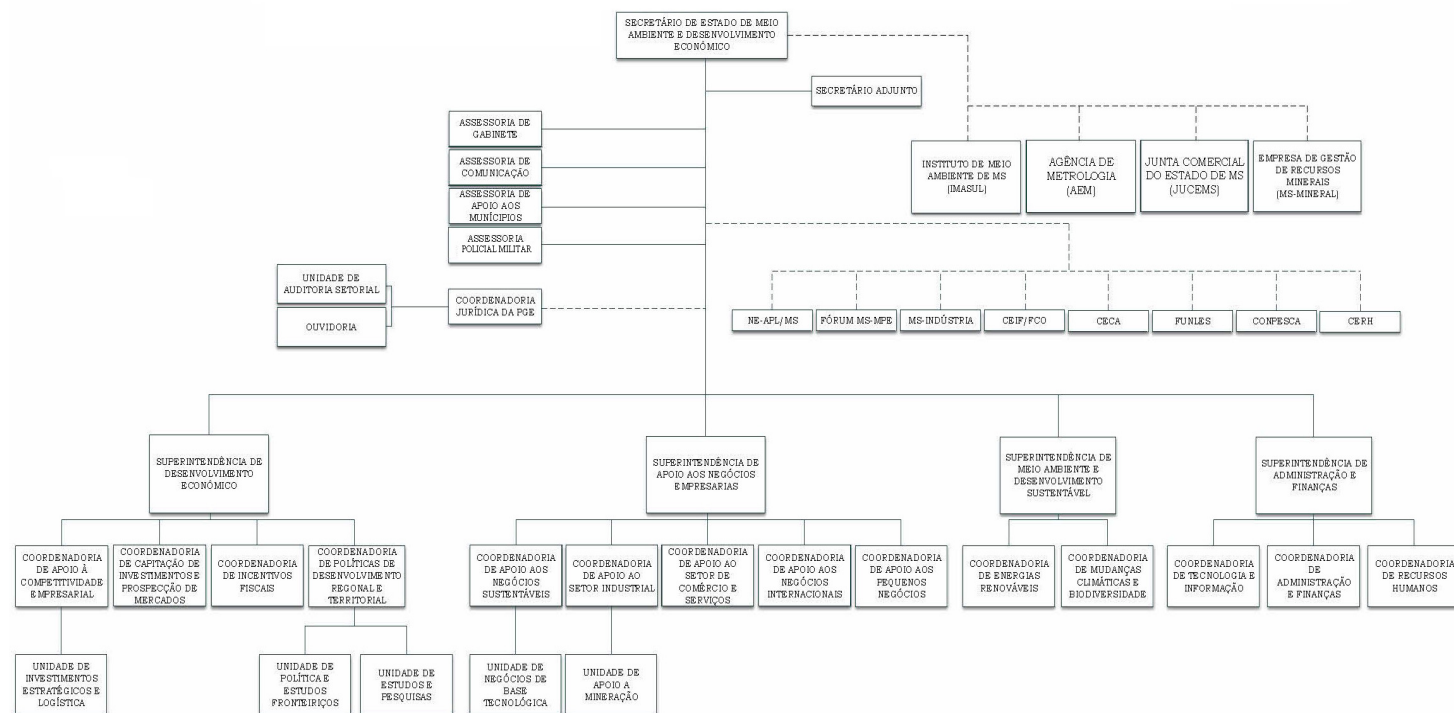 SECRETÁRIO DE ESTADO DE MEIO
AMBIENTE E DESENVOLVIMENTO
ECONÔMICO
SECRETÁRIO ADJUNTO
ASSESSORIA DE
GABINETE
ASSESSORIA DE
COMUNICAÇÃO
ASSESSORIA DE
APOIO AOS
MUNÍCIPIOS
ASSESSORIA
POLICIAL MILITAR
INSTITUTO DE MEIO
AMBIENTE DE MS
(IMASUL)
AGÊNCIA DE
METROLOGIA
(AEM)
JUNTA COMERCIAL
DO ESTADO DE MS
(JUCEMS)
EMPRESA DE GESTÃO
DE RECURSOS
MINERAIS
(MS-MINERAL)
UNIDADE DE
AUDITORIA SETORIAL
OUVIDORIA
COORDENADORIA
JURÍDICA DA PGE
NE-APL/MS
FÓRUM MS-MPE
MS-INDÚSTRIA
CEIF/FCO
CECA
FUNLES
CONPESCA
CERH
SUPERINTENDÊNCIA DE
DESENVOLVIMENTO
ECONÔMICO
SUPERINTENDÊNCIA DE
APOIO AOS NEGÓCIOS
EMPRESARIAS
SUPERINTENDÊNCIA DE
MEIO AMBIENTE E
DESENVOLVIMENTO
SUSTENTÁVEL
SUPERINTENDÊNCIA DE
ADMINISTRAÇÃO E
FINANÇAS
COORDENADORIA
DE APOIO À
COMPETITIVIDADE
EMPRESARIAL
COORDENADORIA
DE CAPITAÇÃO DE
INVESTIMENTOS E
PROSPECÇÃO DE
MERCADOS
COORDENADORIA
DE INCENTIVOS
FISCAIS
COORDENADORIA
DE POLÍTICAS DE
DESENVOLVIMENTO
REGIONAL E
TERRITORIAL
COORDENADORIA
DE APOIO AOS
NEGÓCIOS
SUSTENTÁVEIS
COORDENADORIA
DE APOIO AO
SETOR INDUSTRIAL
COORDENADORIA
DE APOIO AO
SETOR DE
COMÉRCIO E
SERVIÇOS
COORDENADORIA
DE APOIO AOS
NEGÓCIOS
INTERNACIONAIS
COORDENADORIA
DE APOIO AOS
PEQUENOS
NEGÓCIOS
COORDENADORIA
DE ENERGIAS
RENOVÁVEIS
COORDENADORIA
DE MUDANÇAS
CLIMÁTICAS E
BIODIVERSIDADE
COORDENADORIA
DE TECNOLOGIA E
INFORMAÇÃO
COORDENADORIA
DE
ADMINISTRAÇÃO
E FINANÇAS
COORDENADORIA
DE RECURSOS
HUMANOS
UNIDADE DE
INVESTIMENTOS
ESTRATÉGICOS E
LOGÍSTICA
UNIDADE DE
POLÍTICA E
ESTUDOS
FRONTEIRIÇOS
UNIDADE DE
ESTUDOS E
PESQUISAS
UNIDADE DE
NEGÓCIOS DE
BASE
TECNOLÓGICA
UNIDADE DE
APOIO A
MINERAÇÃO